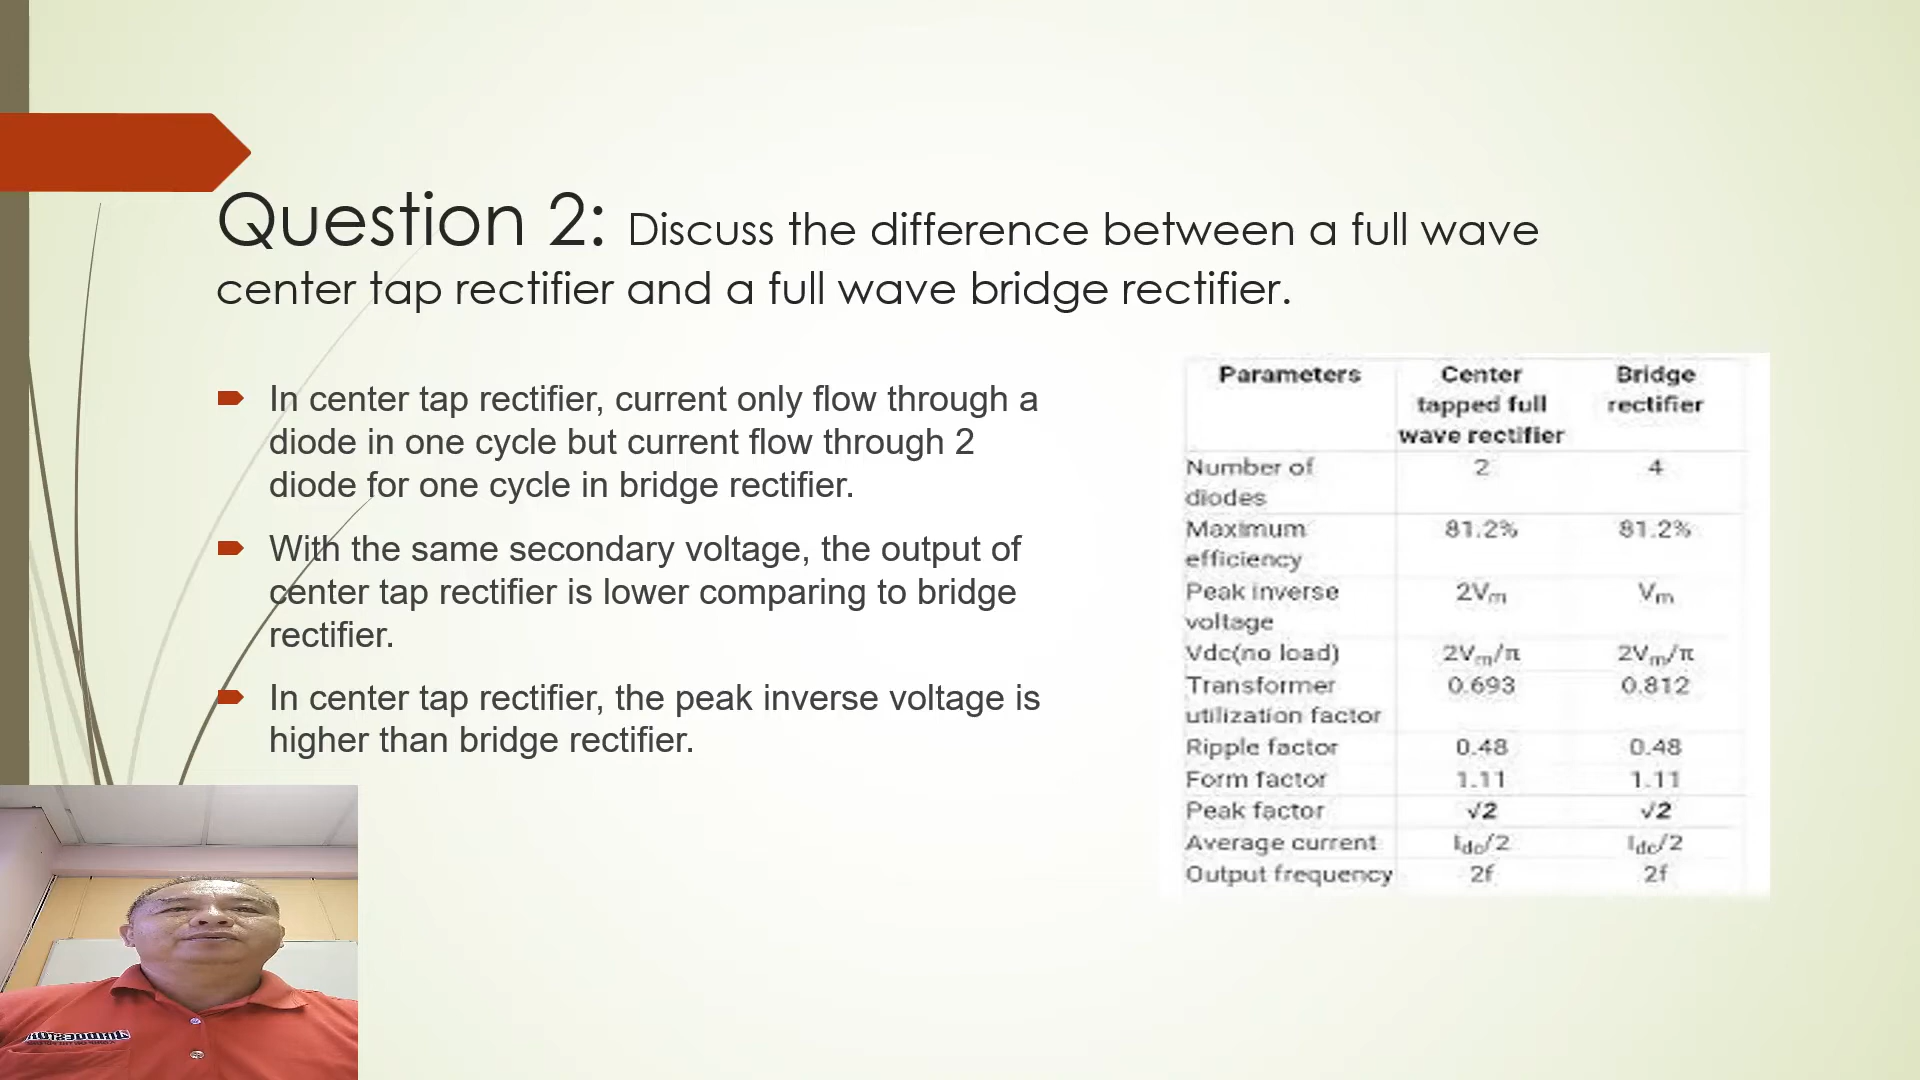 Question 2: Discuss the difference between a full wave
center tap rectifier and a full wave bridge rectifier.
In center tap rectifier, current only flow through a
diode in one cycle but current flow through 2
diode for one cycle in bridge rectifier.
With the same secondary voltage, the output of
center tap rectifier is lower comparing to bridge
rectifier.
In center tap rectifier, the peak inverse voltage is
higher than bridge rectifier.
Parameters Center tapped full wave rectifier Bridge rectifier
Number of diodes 2 4
Maximum efficiency 81.2% 81.2%
Peak inverse voltage 2Vm Vm
Vdc(no load) 2Vm/π 2Vm/π
Transformer utilization factor 0.693 0.812
Ripple factor 0.48 0.48
Form factor 1.11 1.11
Peak factor √2 √2
Average current Idc/2 Idc/2
Output frequency 2f 2f